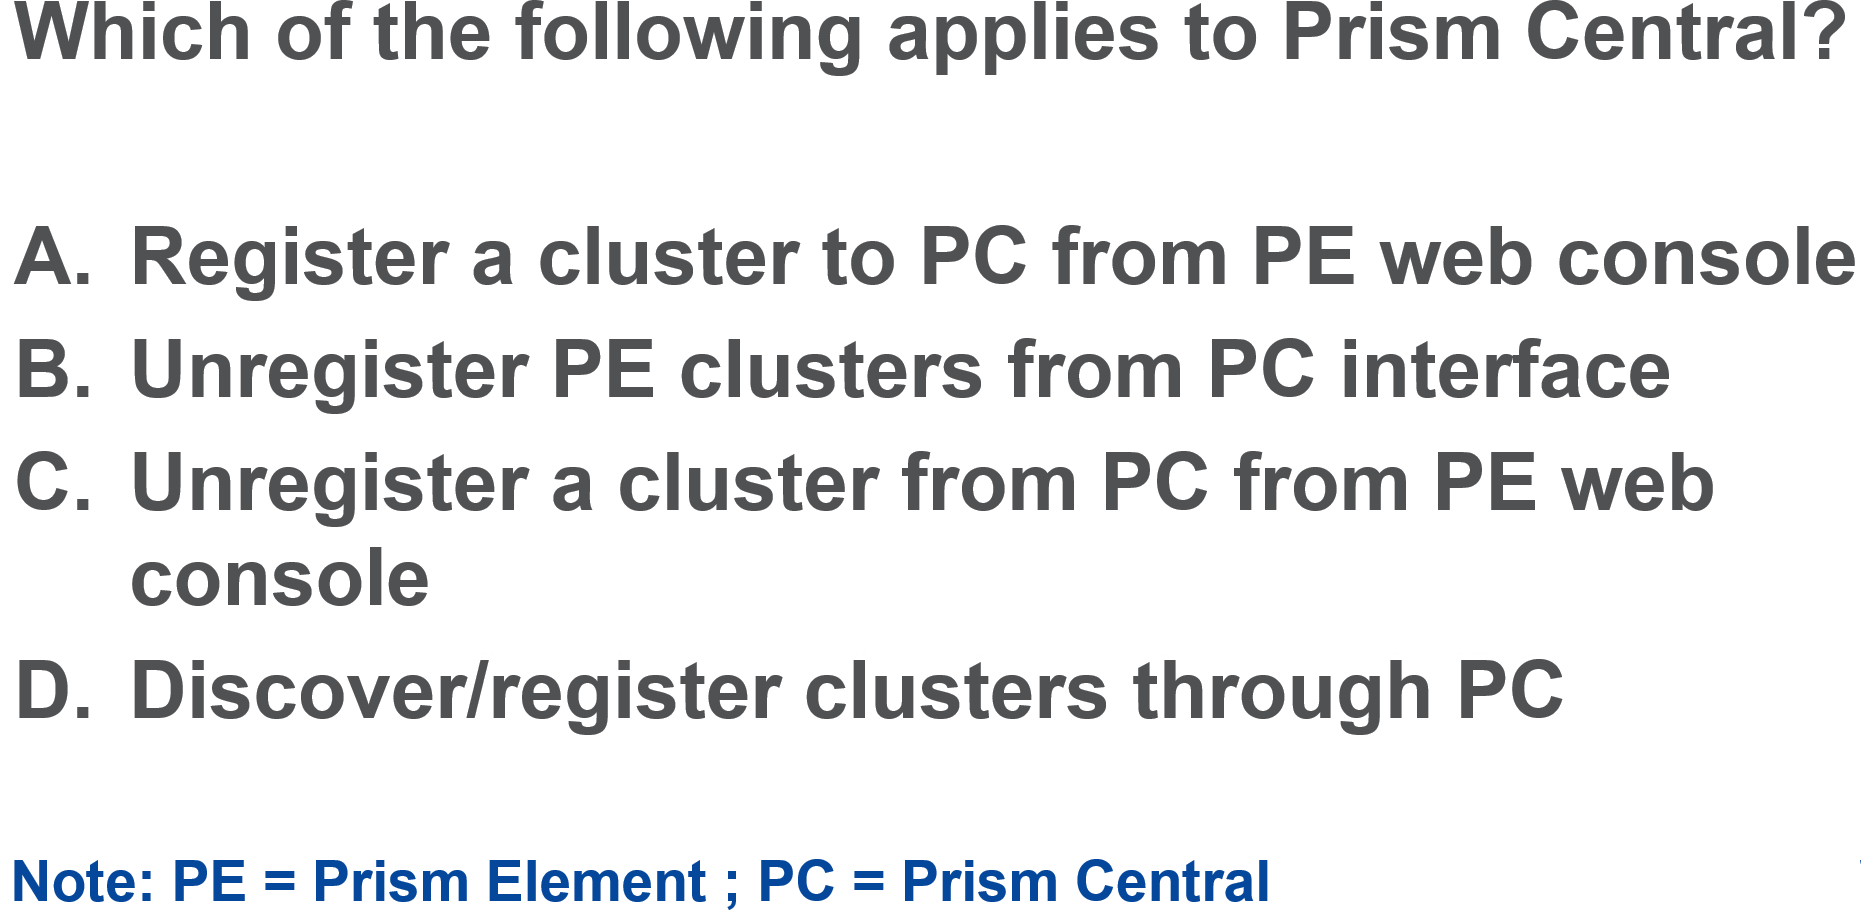 Which of the following applies to Prism Central?
A. Register a cluster to PC from PE web console
B. Unregister PE clusters from PC interface
C. Unregister a cluster from PC from PE web
console
D. Discover/register clusters through PC
Note: PE = Prism Element ; PC = Prism Central